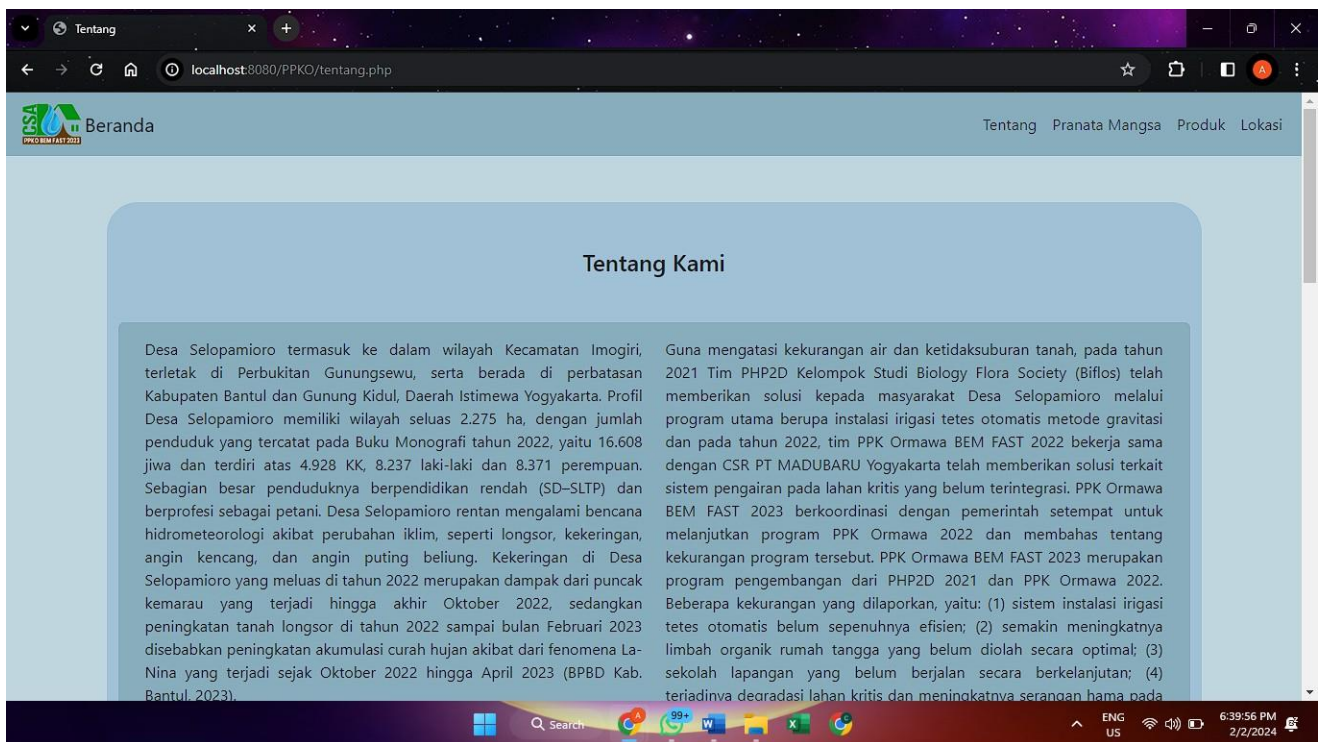 Tentang
localhost:8080/PPKO/tentang.php
A
CSA
PPKO BEM FAST 2023
Beranda
Tentang Pranata Mangsa Produk Lokasi
Tentang Kami
Desa Selopamioro termasuk ke dalam wilayah Kecamatan Imogiri,
terletak di Perbukitan Gunungsewu, serta berada di perbatasan
Kabupaten Bantul dan Gunung Kidul, Daerah Istimewa Yogyakarta. Profil
Desa Selopamioro memiliki wilayah seluas 2.275 ha, dengan jumlah
penduduk yang tercatat pada Buku Monografi tahun 2022, yaitu 16.608
jiwa dan terdiri atas 4.928 KK, 8.237 laki-laki dan 8.371 perempuan.
Sebagian besar penduduknya berpendidikan rendah (SD–SLTP) dan
berprofesi sebagai petani. Desa Selopamioro rentan mengalami bencana
hidrometeorologi akibat perubahan iklim, seperti longsor, kekeringan,
angin kencang, dan angin puting beliung. Kekeringan di Desa
Selopamioro yang meluas di tahun 2022 merupakan dampak dari puncak
kemarau yang terjadi hingga akhir Oktober 2022, sedangkan
peningkatan tanah longsor di tahun 2022 sampai bulan Februari 2023
disebabkan peningkatan akumulasi curah hujan akibat dari fenomena La-
Nina yang terjadi sejak Oktober 2022 hingga April 2023 (BPBD Kab.
Bantul, 2023).
Guna mengatasi kekurangan air dan ketidaksuburan tanah, pada tahun
2021 Tim PHP2D Kelompok Studi Biology Flora Society (Biflos) telah
memberikan solusi kepada masyarakat Desa Selopamioro melalui
program utama berupa instalasi irigasi tetes otomatis metode gravitasi
dan pada tahun 2022, tim PPK Ormawa BEM FAST 2022 bekerja sama
dengan CSR PT MADUBARU Yogyakarta telah memberikan solusi terkait
sistem pengairan pada lahan kritis yang belum terintegrasi. PPK Ormawa
BEM FAST 2023 berkoordinasi dengan pemerintah setempat untuk
melanjutkan program PPK Ormawa 2022 dan membahas tentang
kekurangan program tersebut. PPK Ormawa BEM FAST 2023 merupakan
program pengembangan dari PHP2D 2021 dan PPK Ormawa 2022.
Beberapa kekurangan yang dilaporkan, yaitu: (1) sistem instalasi irigasi
tetes otomatis belum sepenuhnya efisien; (2) semakin meningkatnya
limbah organik rumah tangga yang belum diolah secara optimal; (3)
sekolah lapangan yang belum berjalan secara berkelanjutan; (4)
terjadinya degradasi lahan kritis dan meningkatnya serangan hama pada
Search
99+
ENG
US
6:39:56 PM
2/2/2024